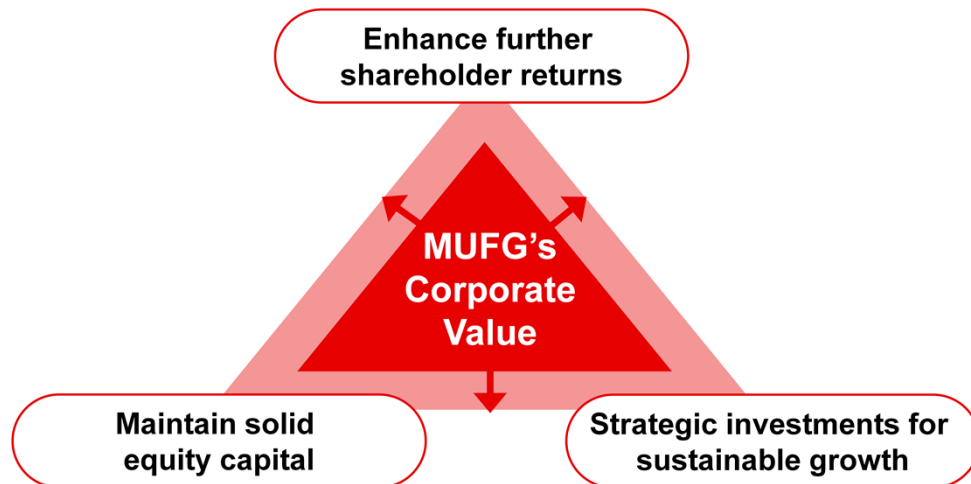 Enhance further
shareholder returns
MUFG’s
Corporate
Value
Maintain solid
equity capital
Strategic investments for
sustainable growth